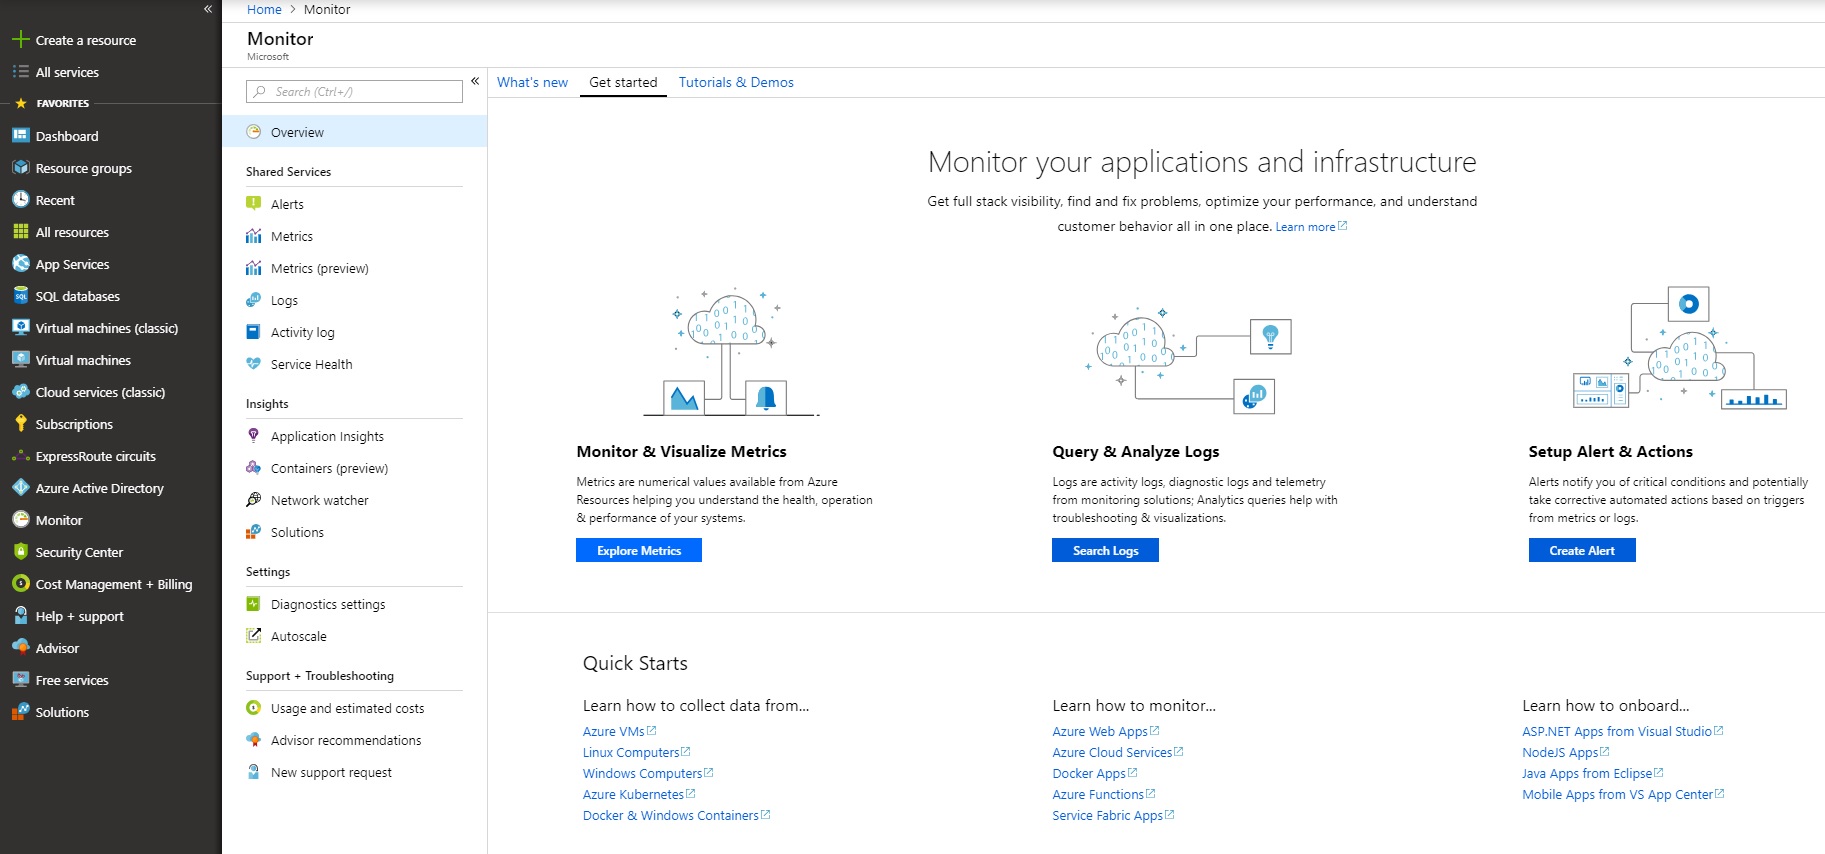 Home > Monitor
Monitor
Microsoft
Create a resource
All services
FAVORITES
Dashboard
Resource groups
Recent
All resources
App Services
SQL databases
Virtual machines (classic)
Virtual machines
Cloud services (classic)
Subscriptions
ExpressRoute circuits
Azure Active Directory
Monitor
Security Center
Cost Management + Billing
Help + support
Advisor
Free services
Solutions
Search (Ctrl+/)
Overview
Shared Services
Alerts
Metrics
Metrics (preview)
Logs
Activity log
Service Health
Insights
Application Insights
Containers (preview)
Network watcher
Solutions
Settings
Diagnostics settings
Autoscale
Support + Troubleshooting
Usage and estimated costs
Advisor recommendations
New support request
What's new Get started Tutorials & Demos
Monitor your applications and infrastructure
Get full stack visibility, find and fix problems, optimize your performance, and understand
customer behavior all in one place. Learn more
Monitor & Visualize Metrics
Metrics are numerical values available from Azure
Resources helping you understand the health, operation
& performance of your systems.
Explore Metrics
Query & Analyze Logs
Logs are activity logs, diagnostic logs and telemetry
from monitoring solutions; Analytics queries help with
troubleshooting & visualizations.
Search Logs
Setup Alert & Actions
Alerts notify you of critical conditions and potentially
take corrective automated actions based on triggers
from metrics or logs.
Create Alert
Quick Starts
Learn how to collect data from...
Azure VMs
Linux Computers
Windows Computers
Azure Kubernetes
Docker & Windows Containers
Learn how to monitor...
Azure Web Apps
Azure Cloud Services
Docker Apps
Azure Functions
Service Fabric Apps
Learn how to onboard...
ASP.NET Apps from Visual Studio
NodeJS Apps
Java Apps from Eclipse
Mobile Apps from VS App Center